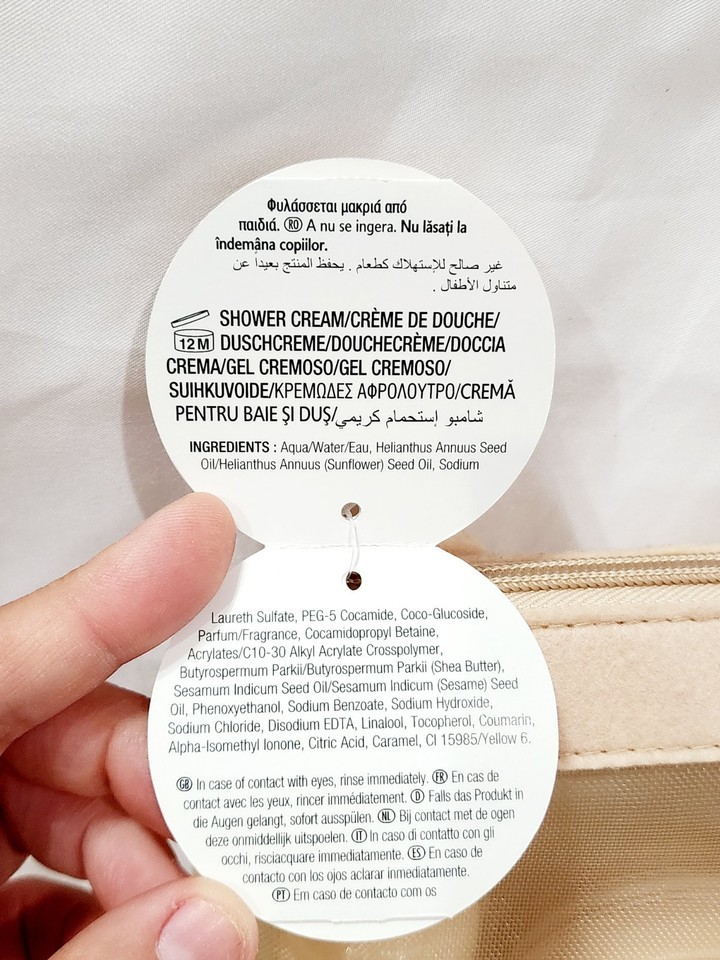 Φυλάσσεται μακριά από
παιδιά. RO A nu se ingera. Nu lăsați la
îndemâna copiilor.
غير صالح للإستهلاك كطعام . يحفظ المنتج بعيداً عن
متناول الأطفال .
SHOWER CREAM/CRÈME DE DOUCHE/
12 M DUSCHCREME/DOUCHECRÈME/DOCCIA
CREMA/GEL CREMOSO/GEL CREMOSO/
SUIHKUVOIDE/ΚΡΕΜΩΔΕΣ ΑΦΡΟΛΟΥΤΡΟ/CREMĂ
PENTRU BAIE ŞI DUŞ/شامبو إستحمام كريمي
INGREDIENTS : Aqua/Water/Eau, Helianthus Annuus Seed
Oil/Helianthus Annuus (Sunflower) Seed Oil, Sodium
Laureth Sulfate, PEG-5 Cocamide, Coco-Glucoside,
Parfum/Fragrance, Cocamidopropyl Betaine,
Acrylates/C10-30 Alkyl Acrylate Crosspolymer,
Butyrospermum Parkii/Butyrospermum Parkii (Shea Butter),
Sesamum Indicum Seed Oil/Sesamum Indicum (Sesame) Seed
Oil, Phenoxyethanol, Sodium Benzoate, Sodium Hydroxide,
Sodium Chloride, Disodium EDTA, Linalool, Tocopherol, Coumarin,
Alpha-Isomethyl Ionone, Citric Acid, Caramel, CI 15985/Yellow 6.
GB In case of contact with eyes, rinse immediately. FR En cas de
contact avec les yeux, rincer immédiatement. D Falls das Produkt in
die Augen gelangt, sofort ausspülen. NL Bij contact met de ogen
deze onmiddellijk uitspoelen. IT In caso di contatto con gli
occhi, risciacquare immediatamente. ES En caso de
contacto con los ojos aclarar inmediatamente.
PT Em caso de contacto com os